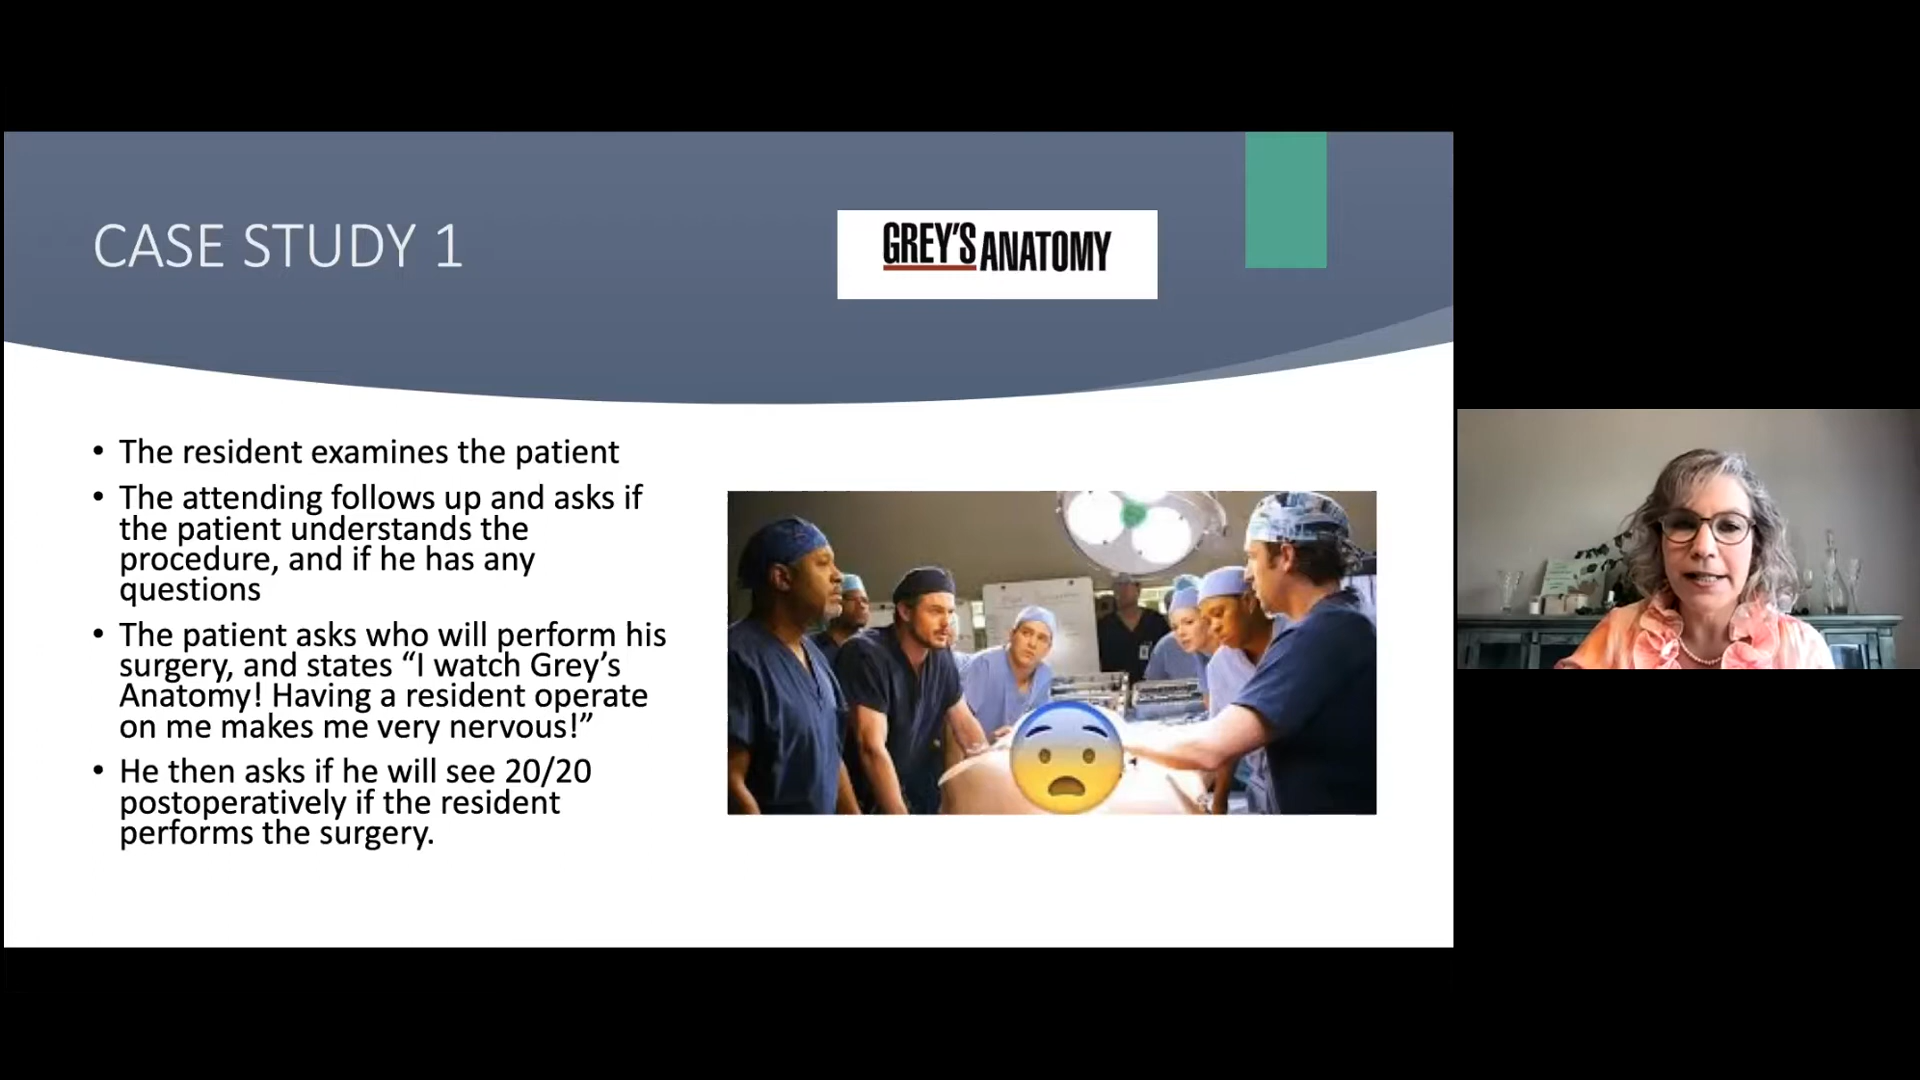 CASE STUDY 1
GREY'S ANATOMY
• The resident examines the patient
• The attending follows up and asks if
the patient understands the
procedure, and if he has any
questions
• The patient asks who will perform his
surgery, and states “I watch Grey’s
Anatomy! Having a resident operate
on me makes me very nervous!”
• He then asks if he will see 20/20
postoperatively if the resident
performs the surgery.